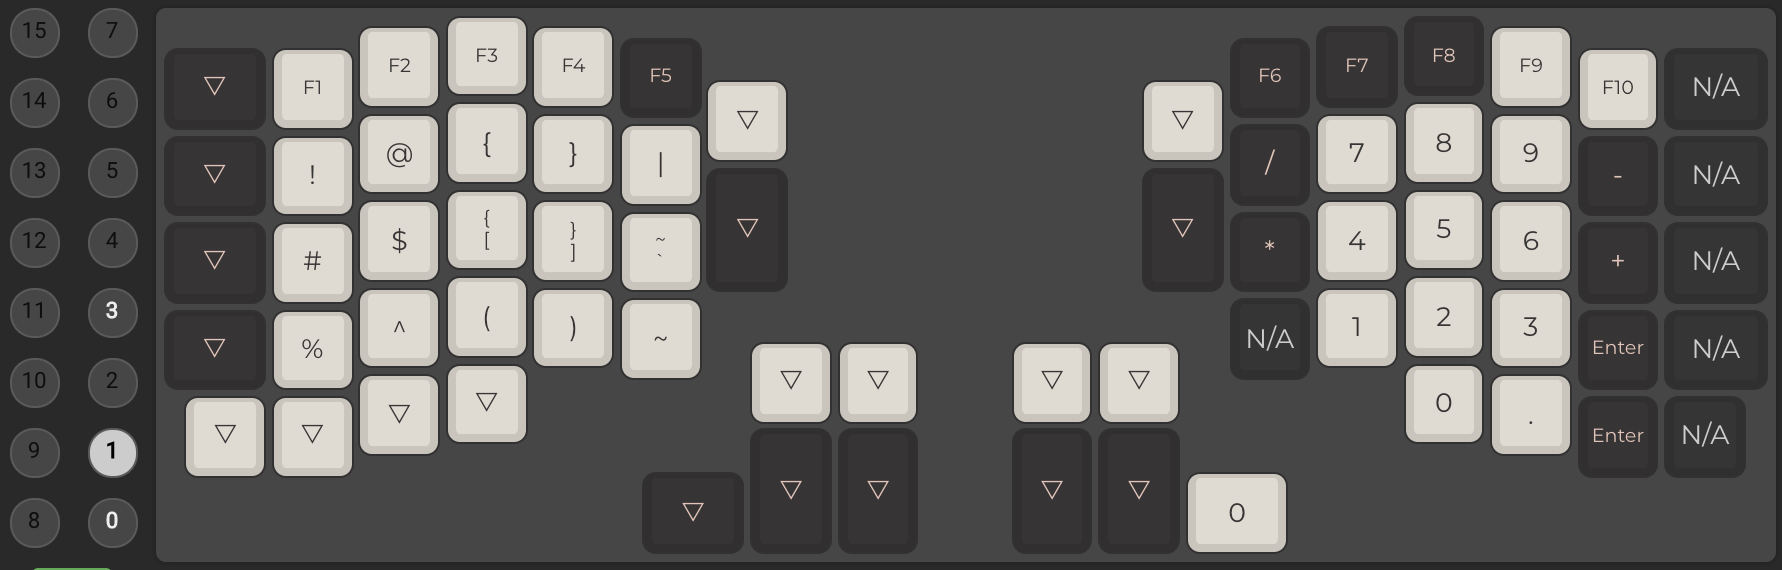 15 7
14 6
13 5
12 4
11 3
10 2
9 1
8 0
▽ F1 F2 F3 F4 F5 ▽
▽ ! @ { } | ▽
▽ # $ { [ } ] ~ `
▽ % ^ ( ) ~
▽ ▽ ▽ ▽
▽ ▽
▽ ▽ ▽
▽ F6 F7 F8 F9 F10 N/A
▽ / 7 8 9 - N/A
* 4 5 6 + N/A
N/A 1 2 3 Enter N/A
0 . Enter N/A
▽ ▽
▽ ▽ 0